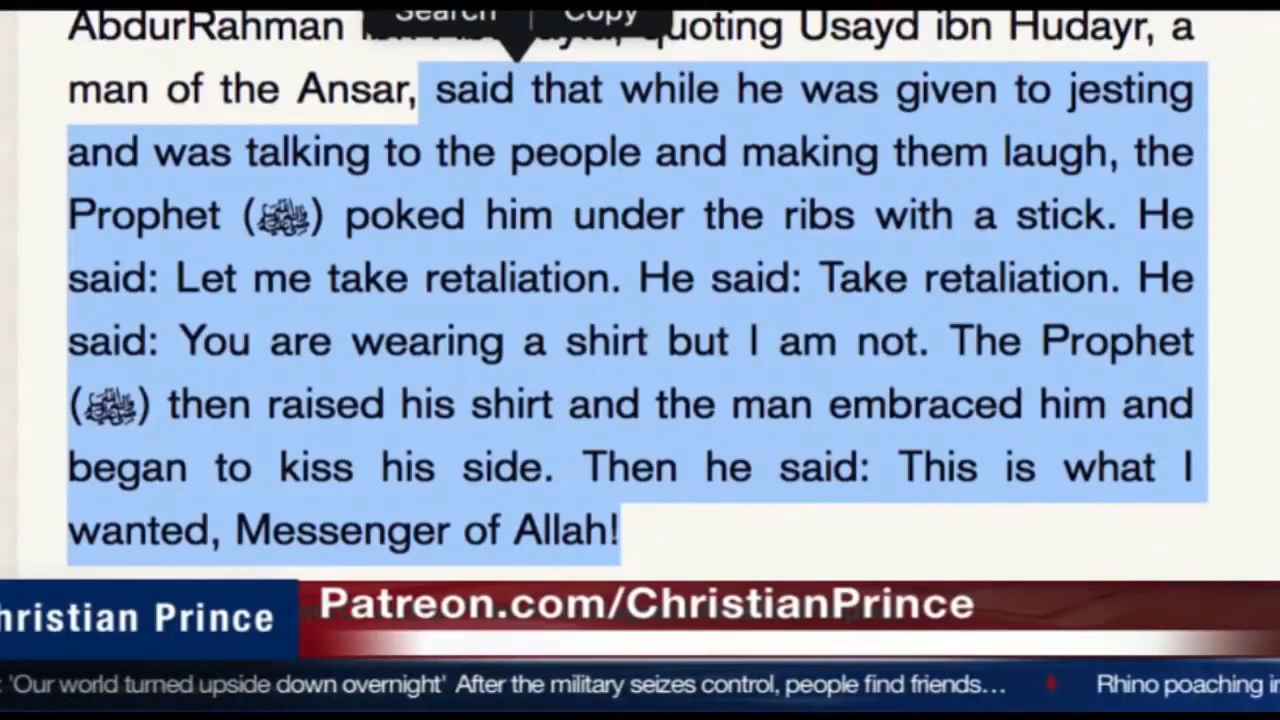 Search | Copy
AbdurRahman ibn quoting Usayd ibn Hudayr, a
man of the Ansar, said that while he was given to jesting
and was talking to the people and making them laugh, the
Prophet (ﷺ) poked him under the ribs with a stick. He
said: Let me take retaliation. He said: Take retaliation. He
said: You are wearing a shirt but I am not. The Prophet
(ﷺ) then raised his shirt and the man embraced him and
began to kiss his side. Then he said: This is what I
wanted, Messenger of Allah!
hristian Prince
Patreon.com/ChristianPrince
: 'Our world turned upside down overnight' After the military seizes control, people find friends… Rhino poaching in